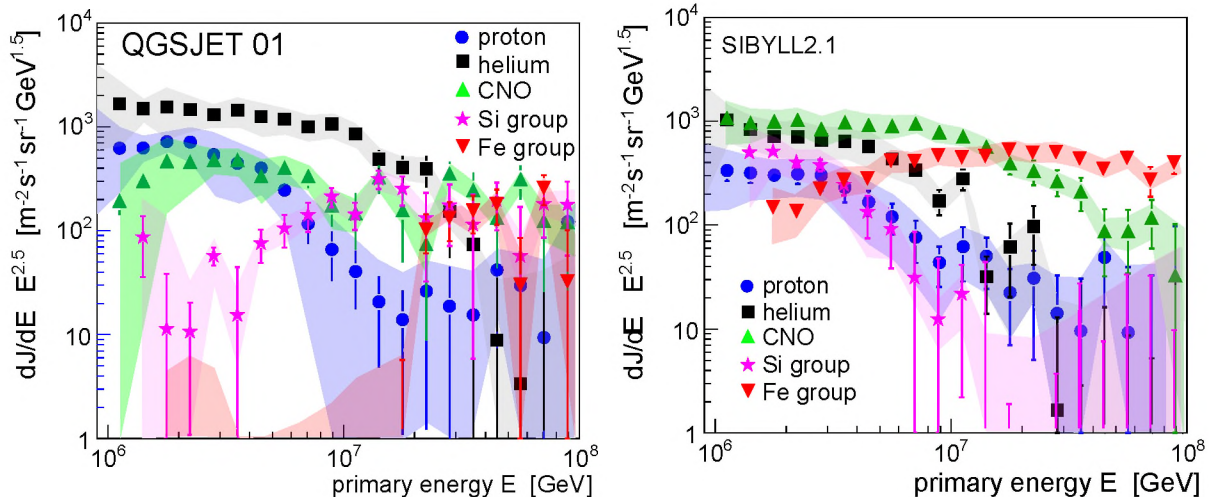 QGSJET 01
proton
helium
CNO
Si group
Fe group
dJ/dE E^2.5 [m^-2 s^-1 sr^-1 GeV^1.5]
10^4
10^3
10^2
10
1
10^6
10^7
10^8
primary energy E [GeV]
SIBYLL2.1
proton
helium
CNO
Si group
Fe group
dJ/dE E^2.5 [m^-2 s^-1 sr^-1 GeV^1.5]
10^4
10^3
10^2
10
1
10^6
10^7
10^8
primary energy E [GeV]